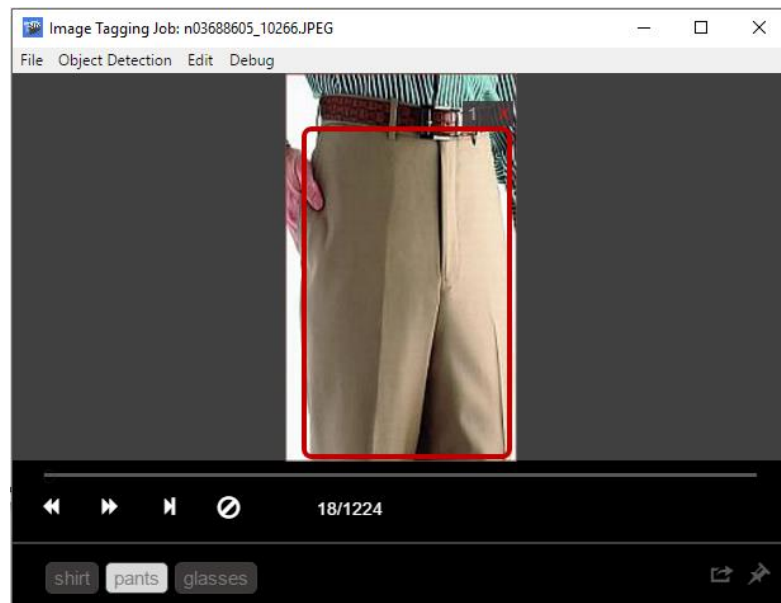 Image Tagging Job: n03688605_10266.JPEG
File Object Detection Edit Debug
1 x
18/1224
shirt pants glasses